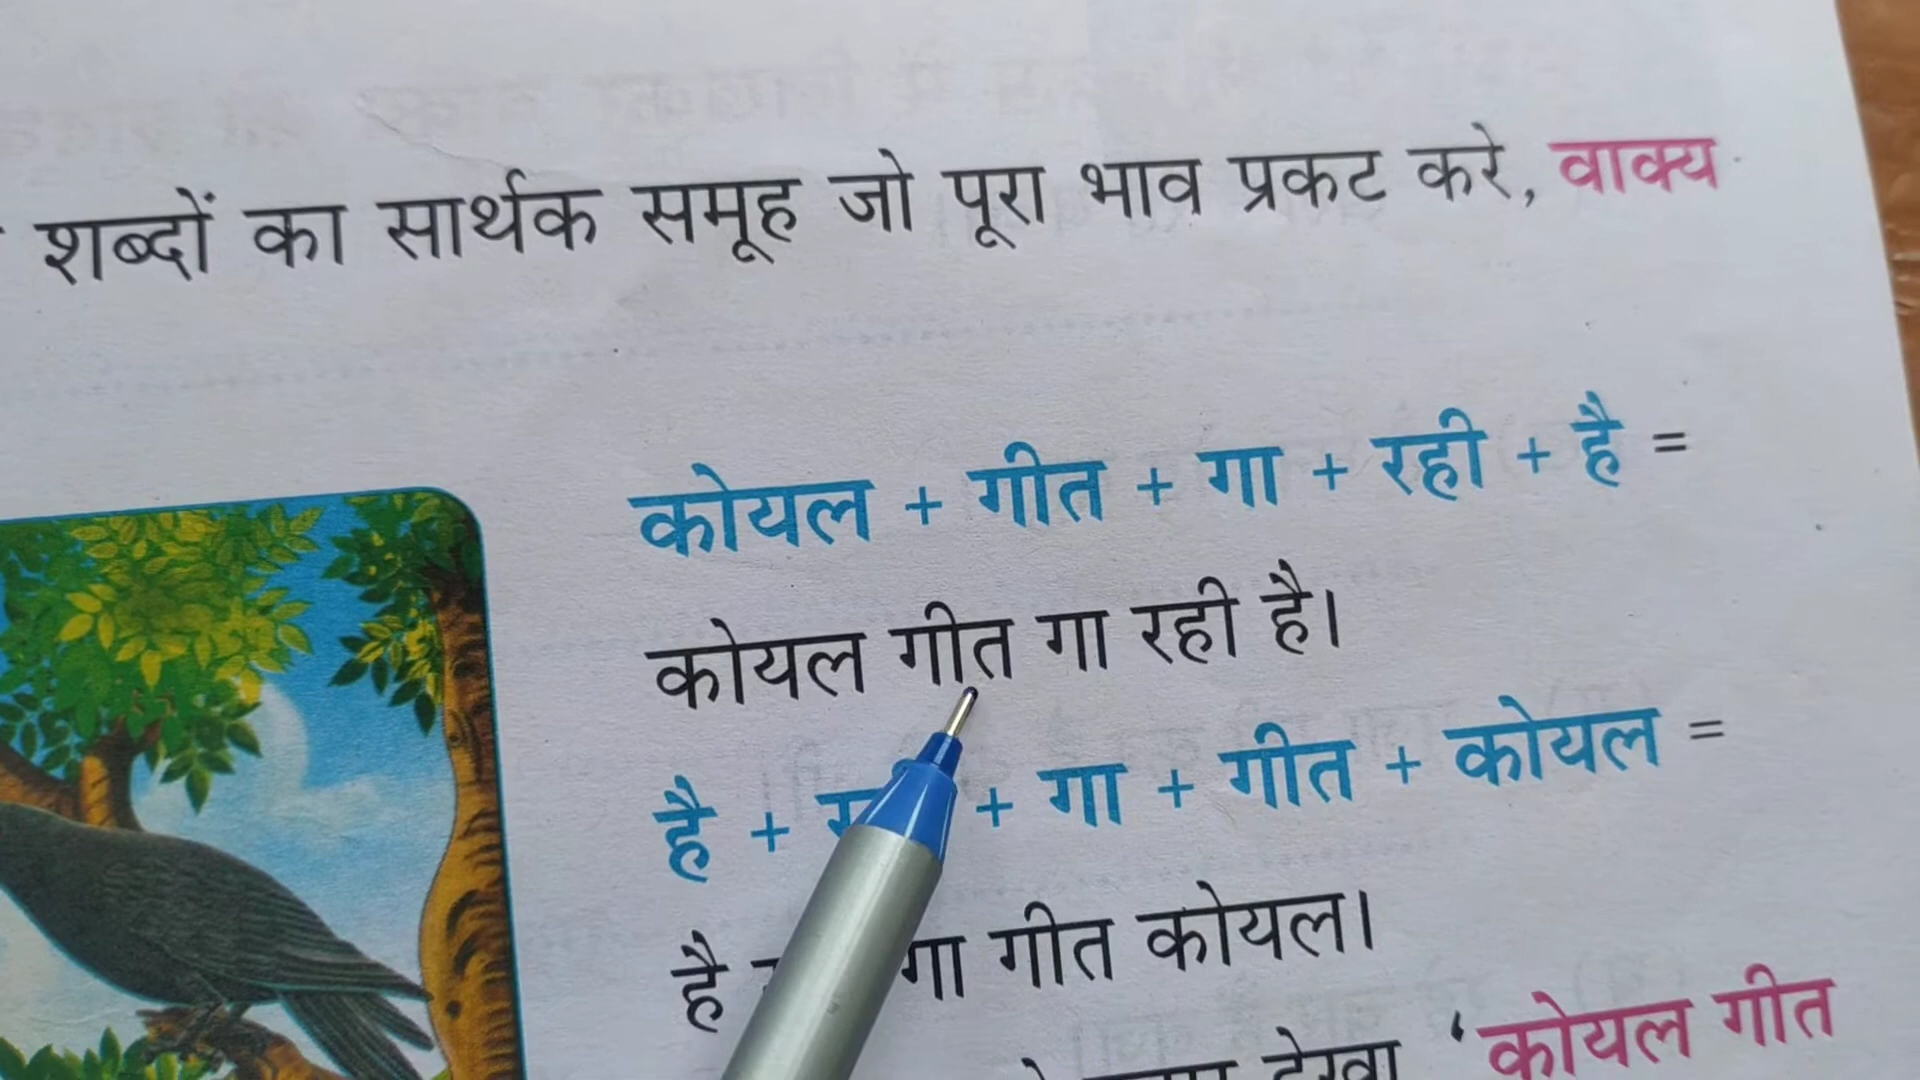 शब्दों का सार्थक समूह जो पूरा भाव प्रकट करे, वाक्य
कोयल + गीत + गा + रही + है =
कोयल गीत गा रही है।
है + + गा + गीत + कोयल =
है गा गीत कोयल।
देखा ‘कोयल गीत